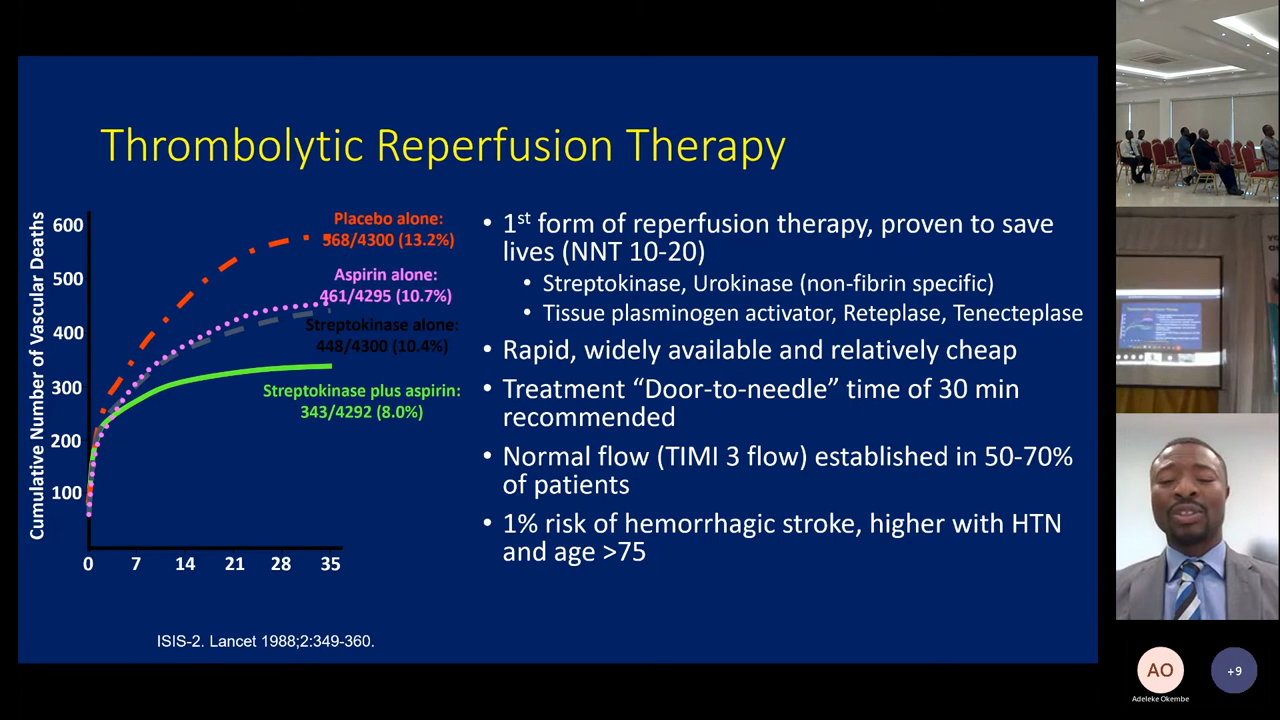 Thrombolytic Reperfusion Therapy
Cumulative Number of Vascular Deaths
600
500
400
300
200
100
0 7 14 21 28 35
Placebo alone:
568/4300 (13.2%)
Aspirin alone:
461/4295 (10.7%)
Streptokinase alone:
448/4300 (10.4%)
Streptokinase plus aspirin:
343/4292 (8.0%)
ISIS-2. Lancet 1988;2:349-360.
• 1st form of reperfusion therapy, proven to save
lives (NNT 10-20)
• Streptokinase, Urokinase (non-fibrin specific)
• Tissue plasminogen activator, Reteplase, Tenecteplase
• Rapid, widely available and relatively cheap
• Treatment “Door-to-needle” time of 30 min
recommended
• Normal flow (TIMI 3 flow) established in 50-70%
of patients
• 1% risk of hemorrhagic stroke, higher with HTN
and age >75
AO
Adeleke Okembe
+9